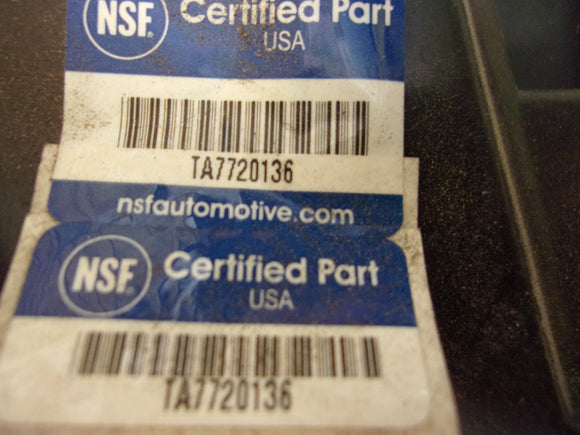 NSF. Certified Part
USA
TA7720136
nsfautomotive.com
NSF. Certified Part
USA
TA7720136